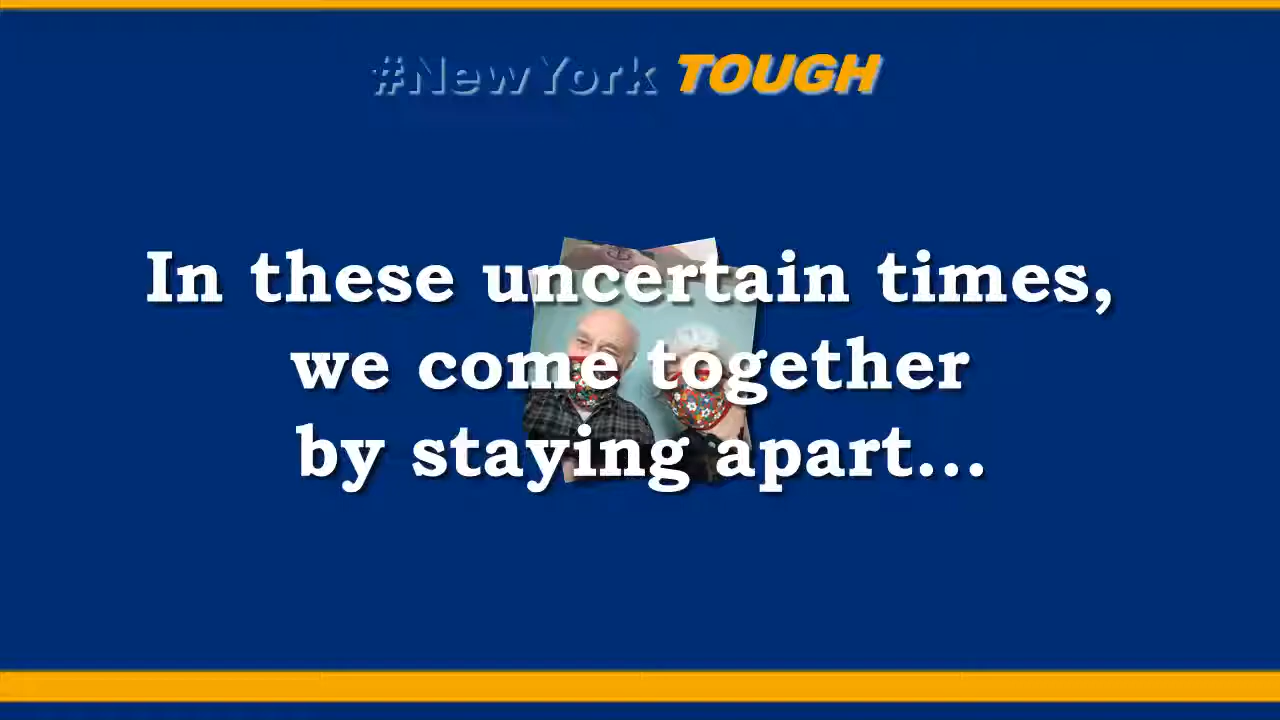 #NewYork TOUGH
In these uncertain times,
we come together
by staying apart...